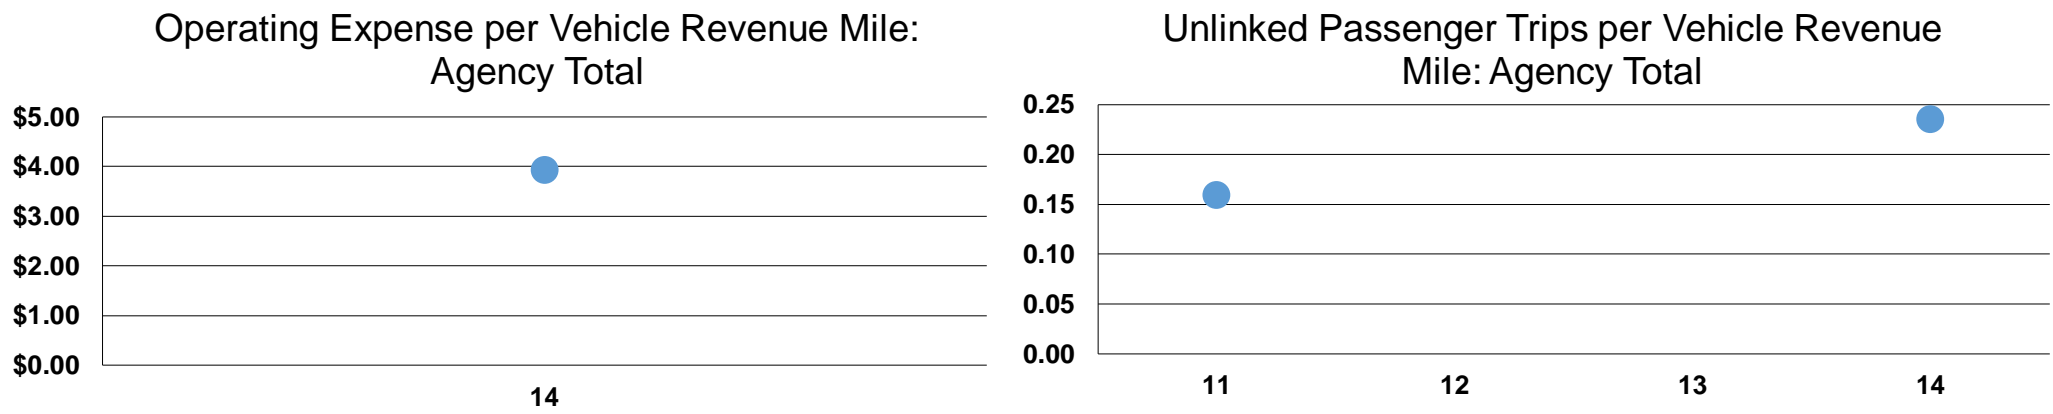 Operating Expense per Vehicle Revenue Mile:
Agency Total
$5.00
$4.00
$3.00
$2.00
$1.00
$0.00
14
Unlinked Passenger Trips per Vehicle Revenue
Mile: Agency Total
0.25
0.20
0.15
0.10
0.05
0.00
11 12 13 14